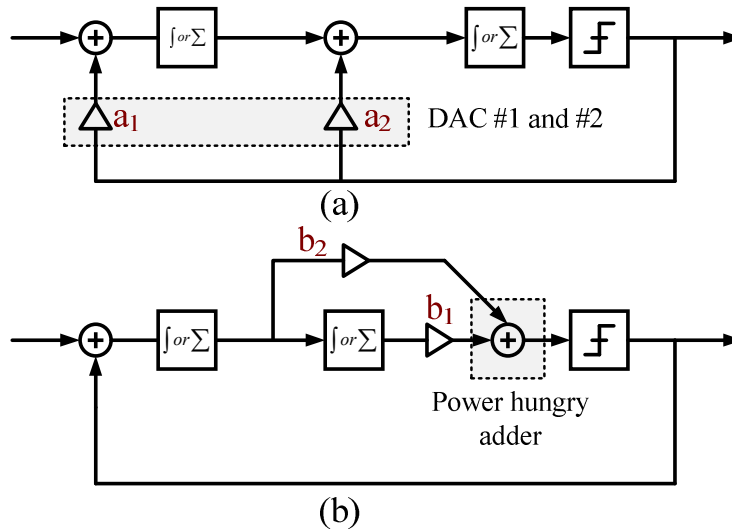 ∫or∑ ∫or∑
a₁ a₂ DAC #1 and #2
(a)
b₂
b₁
∫or∑ ∫or∑
Power hungry
adder
(b)